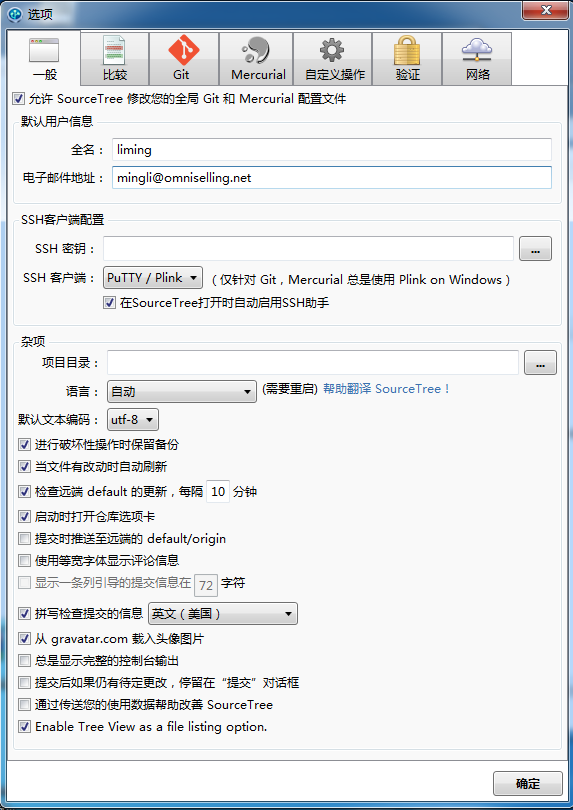 选项
一般 比较 Git Mercurial 自定义操作 验证 网络
允许 SourceTree 修改您的全局 Git 和 Mercurial 配置文件
默认用户信息
全名： liming
电子邮件地址： mingli@omniselling.net
SSH客户端配置
SSH 密钥： ...
SSH 客户端： PuTTY / Plink （仅针对 Git，Mercurial 总是使用 Plink on Windows）
在SourceTree打开时自动启用SSH助手
杂项
项目目录： ...
语言： 自动 (需要重启) 帮助翻译 SourceTree！
默认文本编码： utf-8
进行破坏性操作时保留备份
当文件有改动时自动刷新
检查远端 default 的更新，每隔 10 分钟
启动时打开仓库选项卡
提交时推送至远端的 default/origin
使用等宽字体显示评论信息
显示一条列引导的提交信息在 72 字符
拼写检查提交的信息 英文（美国）
从 gravatar.com 载入头像图片
总是显示完整的控制台输出
提交后如果仍有待定更改，停留在“提交”对话框
通过传送您的使用数据帮助改善 SourceTree
Enable Tree View as a file listing option.
确定